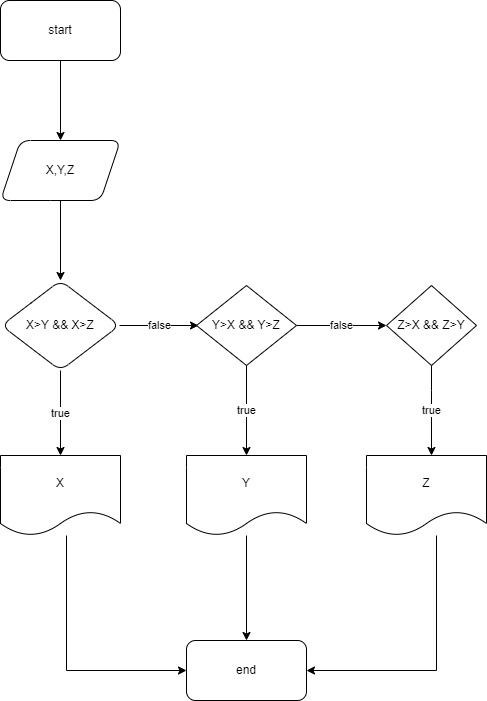 start
X,Y,Z
X>Y && X>Z
false
Y>X && Y>Z
false
Z>X && Z>Y
true
true
true
X
Y
Z
end